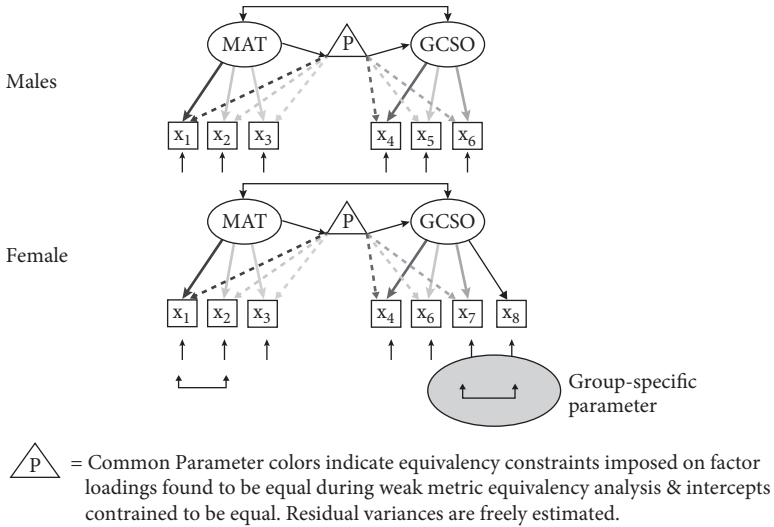 MAT P GCSO
Males
x1 x2 x3 x4 x5 x6
MAT P GCSO
Female
x1 x2 x3 x4 x6 x7 x8
Group-specific
parameter
P = Common Parameter colors indicate equivalency constraints imposed on factor
loadings found to be equal during weak metric equivalency analysis & intercepts
contrained to be equal. Residual variances are freely estimated.